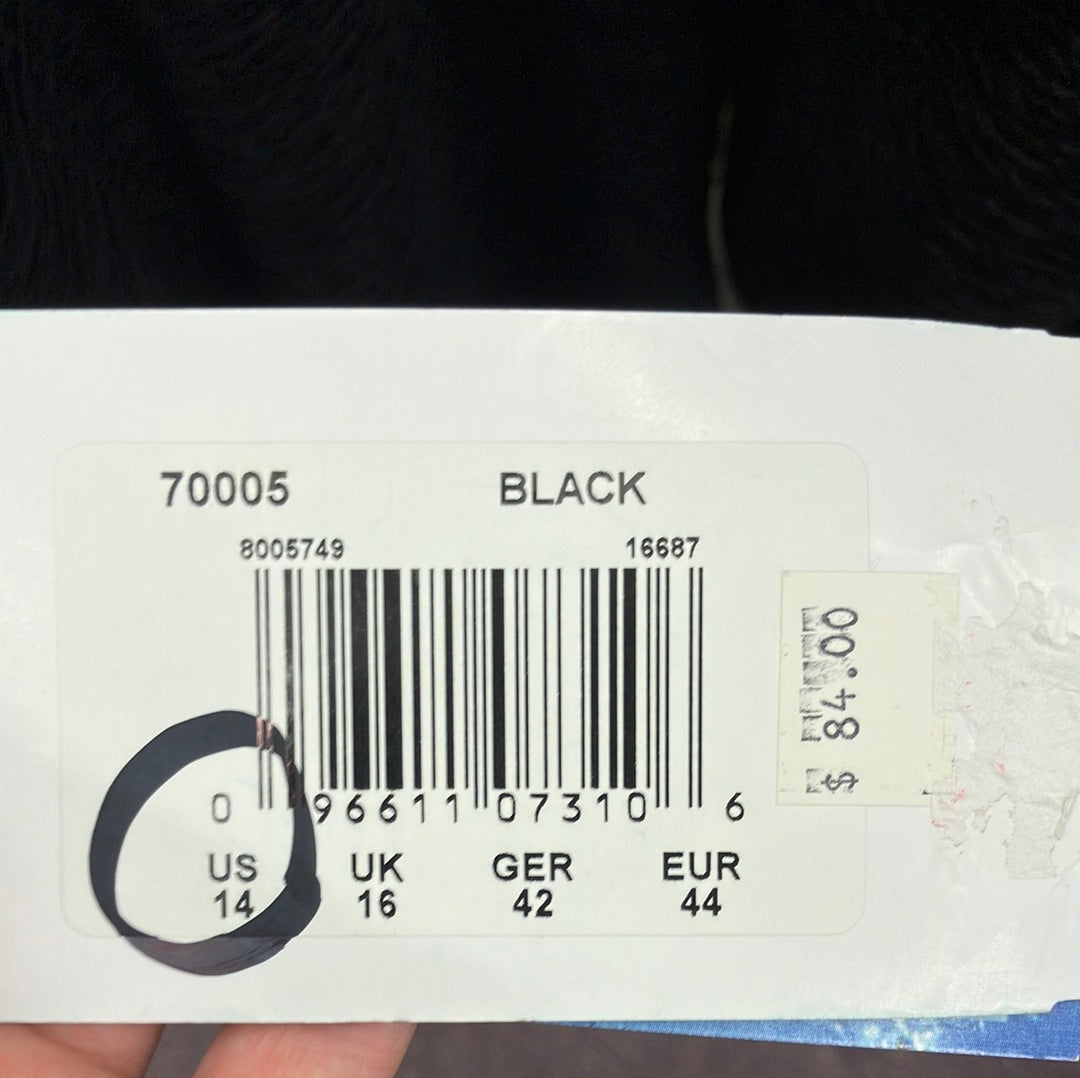 70005 BLACK
8005749 16687
0 96611 07310 6
US UK GER EUR
14 16 42 44
$ 84.00